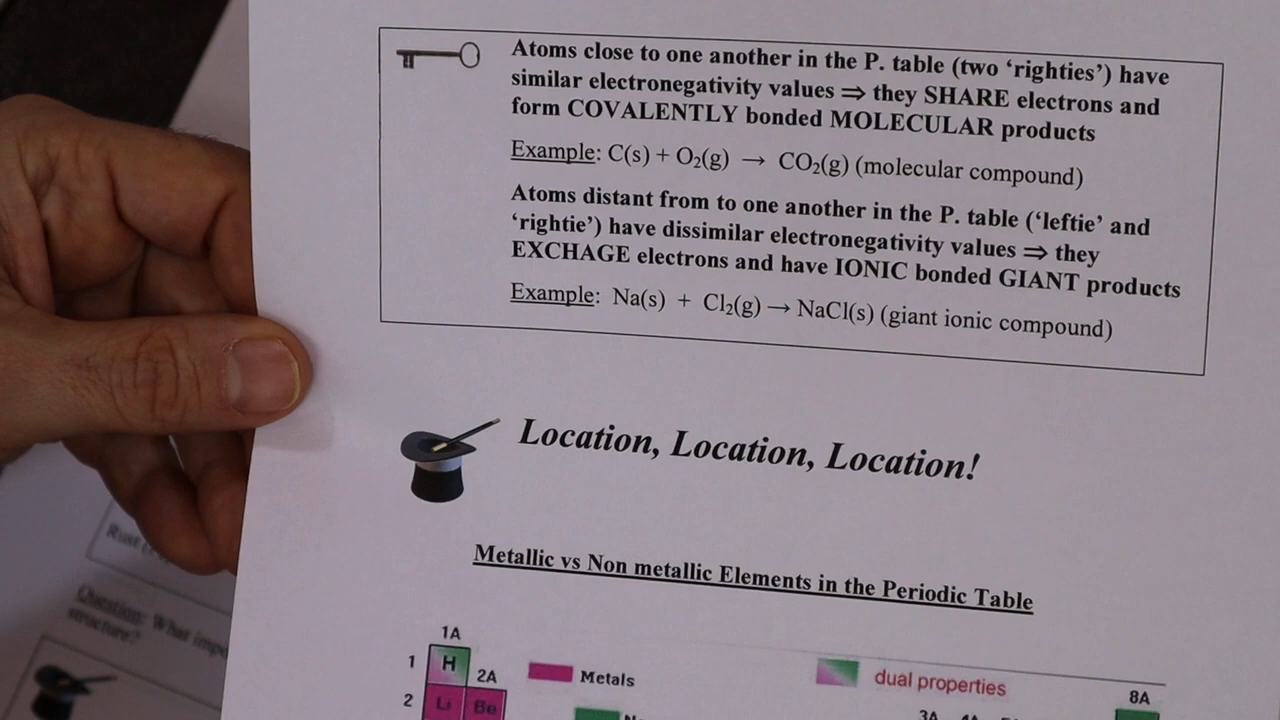 Atoms close to one another in the P. table (two ‘righties’) have
similar electronegativity values ⇒ they SHARE electrons and
form COVALENTLY bonded MOLECULAR products
Example: C(s) + O₂(g) → CO₂(g) (molecular compound)
Atoms distant from to one another in the P. table (‘leftie’ and
‘rightie’) have dissimilar electronegativity values ⇒ they
EXCHAGE electrons and have IONIC bonded GIANT products
Example: Na(s) + Cl₂(g) → NaCl(s) (giant ionic compound)
Location, Location, Location!
Metallic vs Non metallic Elements in the Periodic Table
1A
1 H 2A Metals dual properties 8A
2 Li Be
3A
Rust
Question: What
structure?